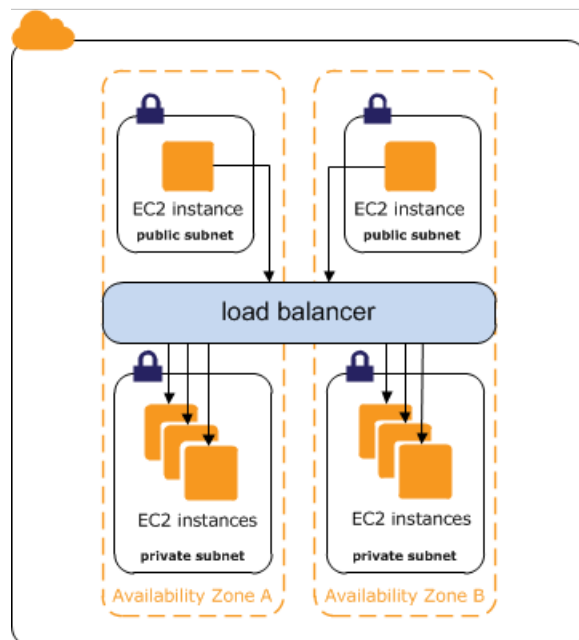 EC2 instance
public subnet
EC2 instance
public subnet
load balancer
EC2 instances
private subnet
EC2 instances
private subnet
Availability Zone A
Availability Zone B